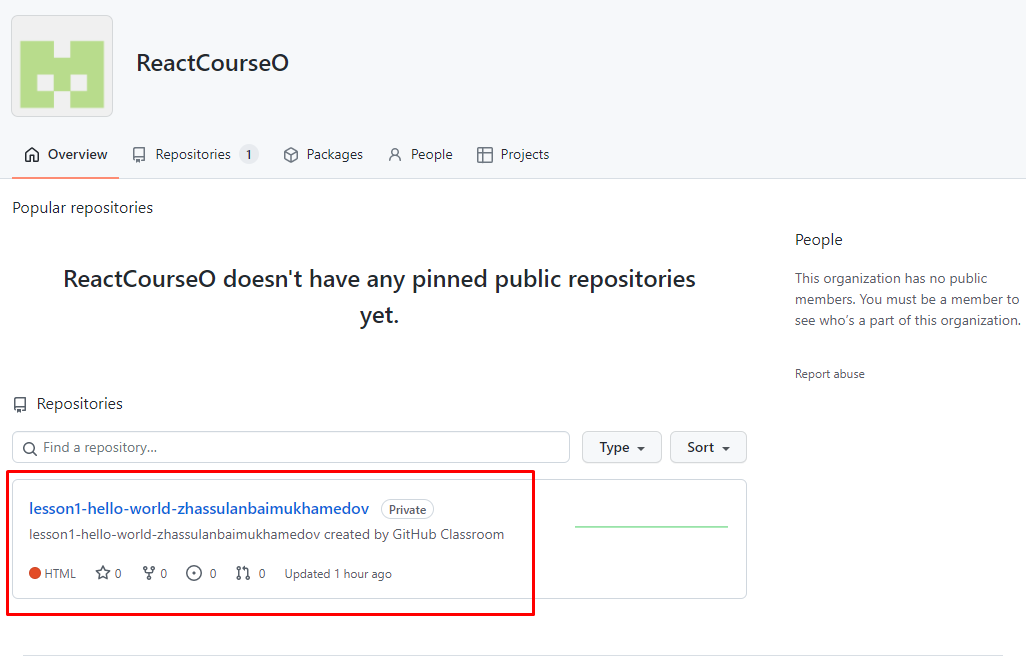 ReactCourseO
Overview
Repositories 1
Packages
People
Projects
Popular repositories
ReactCourseO doesn't have any pinned public repositories
yet.
People
This organization has no public
members. You must be a member to
see who's a part of this organization.
Report abuse
Repositories
Find a repository...
Type
Sort
lesson1-hello-world-zhassulanbaimukhamedov Private
lesson1-hello-world-zhassulanbaimukhamedov created by GitHub Classroom
HTML 0 0 0 0 Updated 1 hour ago